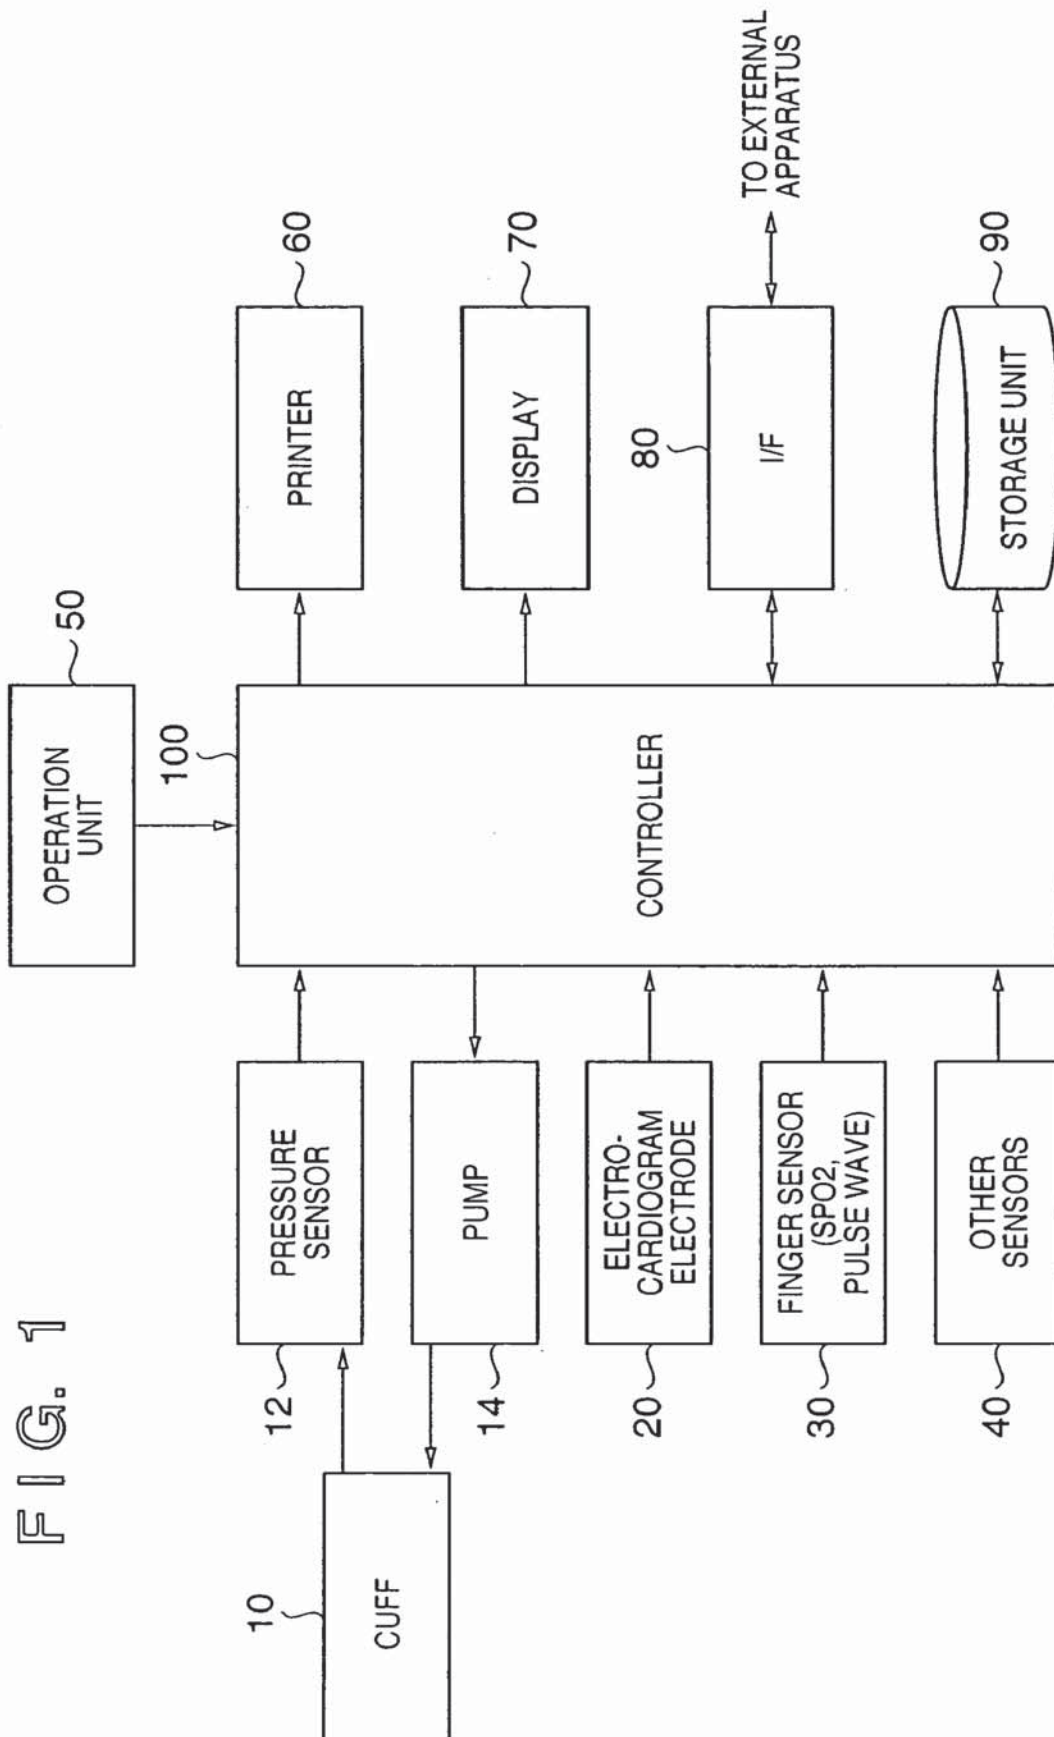 FIG. 1
OPERATION
UNIT
50
100
CONTROLLER
10
CUFF
12
PRESSURE
SENSOR
14
PUMP
20
ELECTRO-
CARDIOGRAM
ELECTRODE
30
FINGER SENSOR
(SPO2,
PULSE WAVE)
40
OTHER
SENSORS
PRINTER
60
DISPLAY
70
80
I/F
TO EXTERNAL
APPARATUS
STORAGE UNIT
90